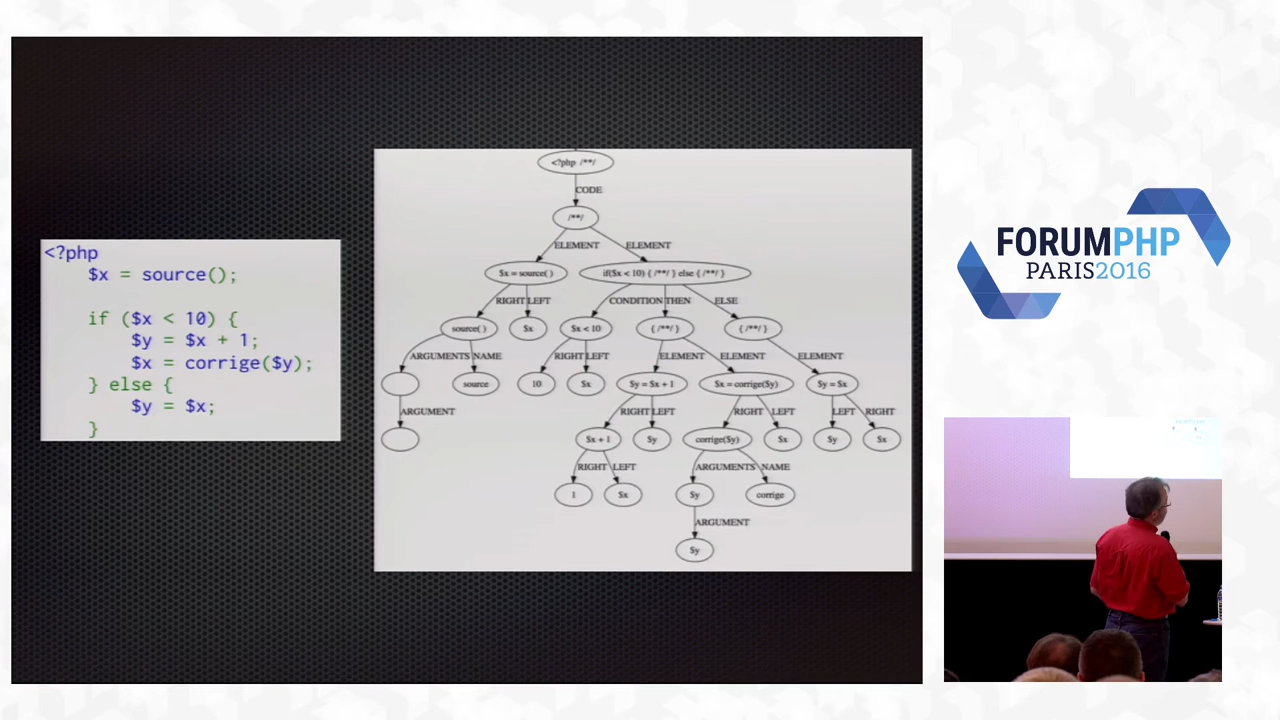 <?php
$x = source();
if ($x < 10) {
$y = $x + 1;
$x = corrige($y);
} else {
$y = $x;
}
<?php /**/
CODE
/**/
ELEMENT ELEMENT
$x = source( ) if($x < 10) { /**/ } else { /**/ }
RIGHT LEFT CONDITION THEN ELSE
source( ) $x $x < 10 { /**/ } { /**/ }
ARGUMENTS NAME RIGHT LEFT ELEMENT ELEMENT ELEMENT
source 10 $x $y = $x + 1 $x = corrige($y) $y = $x
ARGUMENT RIGHT LEFT RIGHT LEFT LEFT RIGHT
$x + 1 $y corrige($y) $x $y $x
RIGHT LEFT ARGUMENTS NAME
1 $x $y corrige
ARGUMENT
$y
FORUMPHP
PARIS2016